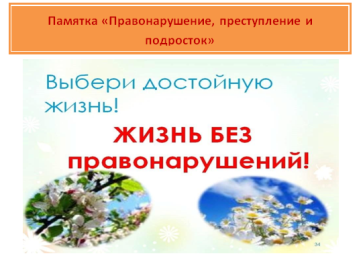 Памятка «Правонарушение, преступление и
подросток»
Выбери достойную
жизнь!
ЖИЗНЬ БЕЗ
правонарушений!